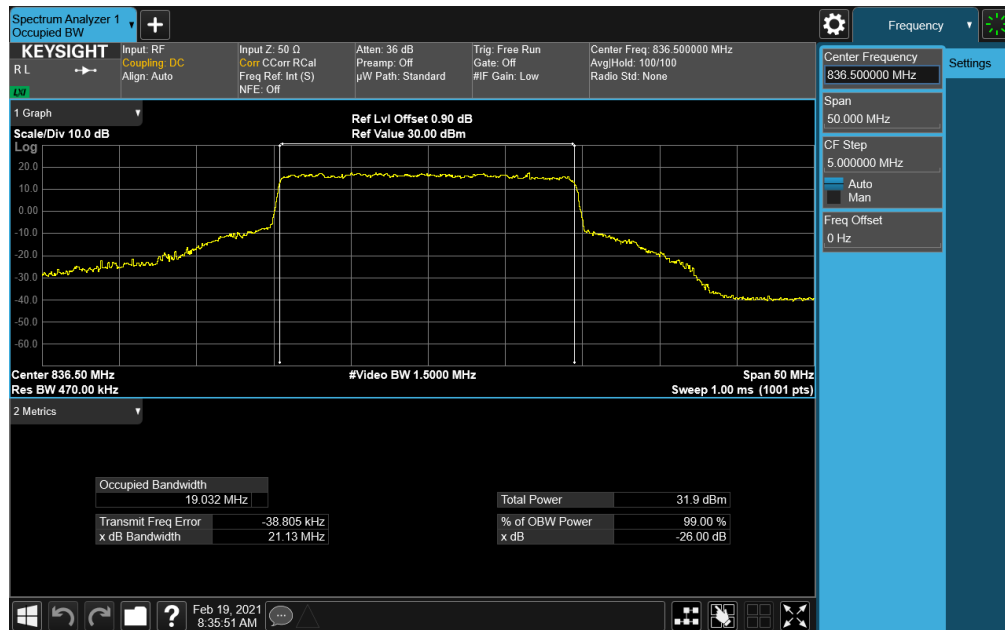 Spectrum Analyzer 1
Occupied BW
Frequency
KEYSIGHT
R L
LXI
Input: RF
Coupling: DC
Align: Auto
Input Z: 50 Ω
Corr CCorr RCal
Freq Ref: Int (S)
NFE: Off
Atten: 36 dB
Preamp: Off
µW Path: Standard
Trig: Free Run
Gate: Off
#IF Gain: Low
Center Freq: 836.500000 MHz
Avg|Hold: 100/100
Radio Std: None
Center Frequency
836.500000 MHz
Settings
Span
50.000 MHz
CF Step
5.000000 MHz
Auto
Man
Freq Offset
0 Hz
1 Graph
Scale/Div 10.0 dB
Ref Lvl Offset 0.90 dB
Ref Value 30.00 dBm
Log
20.0
10.0
0.00
-10.0
-20.0
-30.0
-40.0
-50.0
-60.0
Center 836.50 MHz
#Video BW 1.5000 MHz
Span 50 MHz
Res BW 470.00 kHz
Sweep 1.00 ms (1001 pts)
2 Metrics
Occupied Bandwidth
19.032 MHz
Total Power 31.9 dBm
Transmit Freq Error -38.805 kHz
% of OBW Power 99.00 %
x dB Bandwidth 21.13 MHz
x dB -26.00 dB
?
Feb 19, 2021
8:35:51 AM